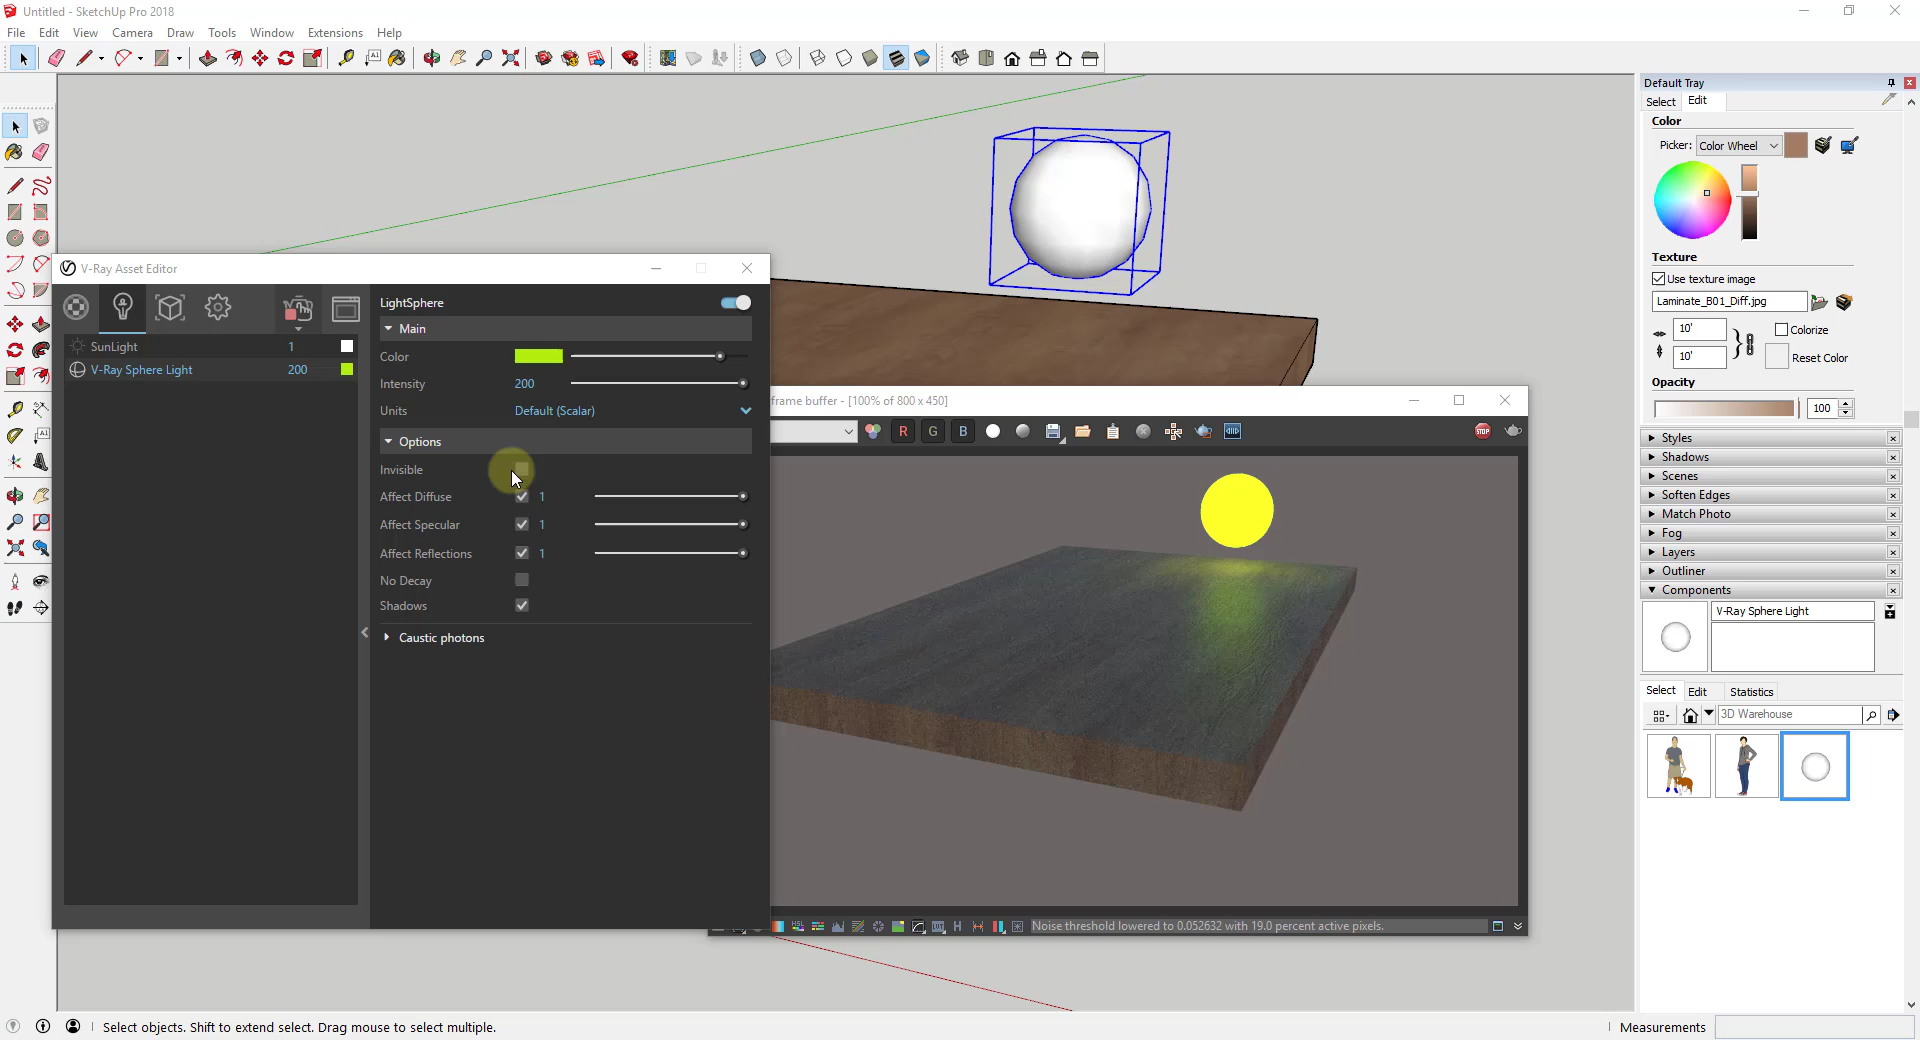 Untitled - SketchUp Pro 2018
File Edit View Camera Draw Tools Window Extensions Help
Default Tray
Select Edit
Color
Picker: Color Wheel
Texture
Use texture image
Laminate_B01_Diff.jpg
10'
Colorize
10'
Reset Color
Opacity
100
Styles
Shadows
Scenes
Soften Edges
Match Photo
Fog
Layers
Outliner
Components
V-Ray Sphere Light
Select Edit Statistics
3D Warehouse
V-Ray Asset Editor
SunLight 1
V-Ray Sphere Light 200
LightSphere
Main
Color
Intensity 200
Units Default (Scalar)
Options
Invisible
Affect Diffuse 1
Affect Specular 1
Affect Reflections 1
No Decay
Shadows
Caustic photons
frame buffer - [100% of 800 x 450]
R G B
STOP
HSL
H
Noise threshold lowered to 0.052632 with 19.0 percent active pixels.
Select objects. Shift to extend select. Drag mouse to select multiple.
Measurements